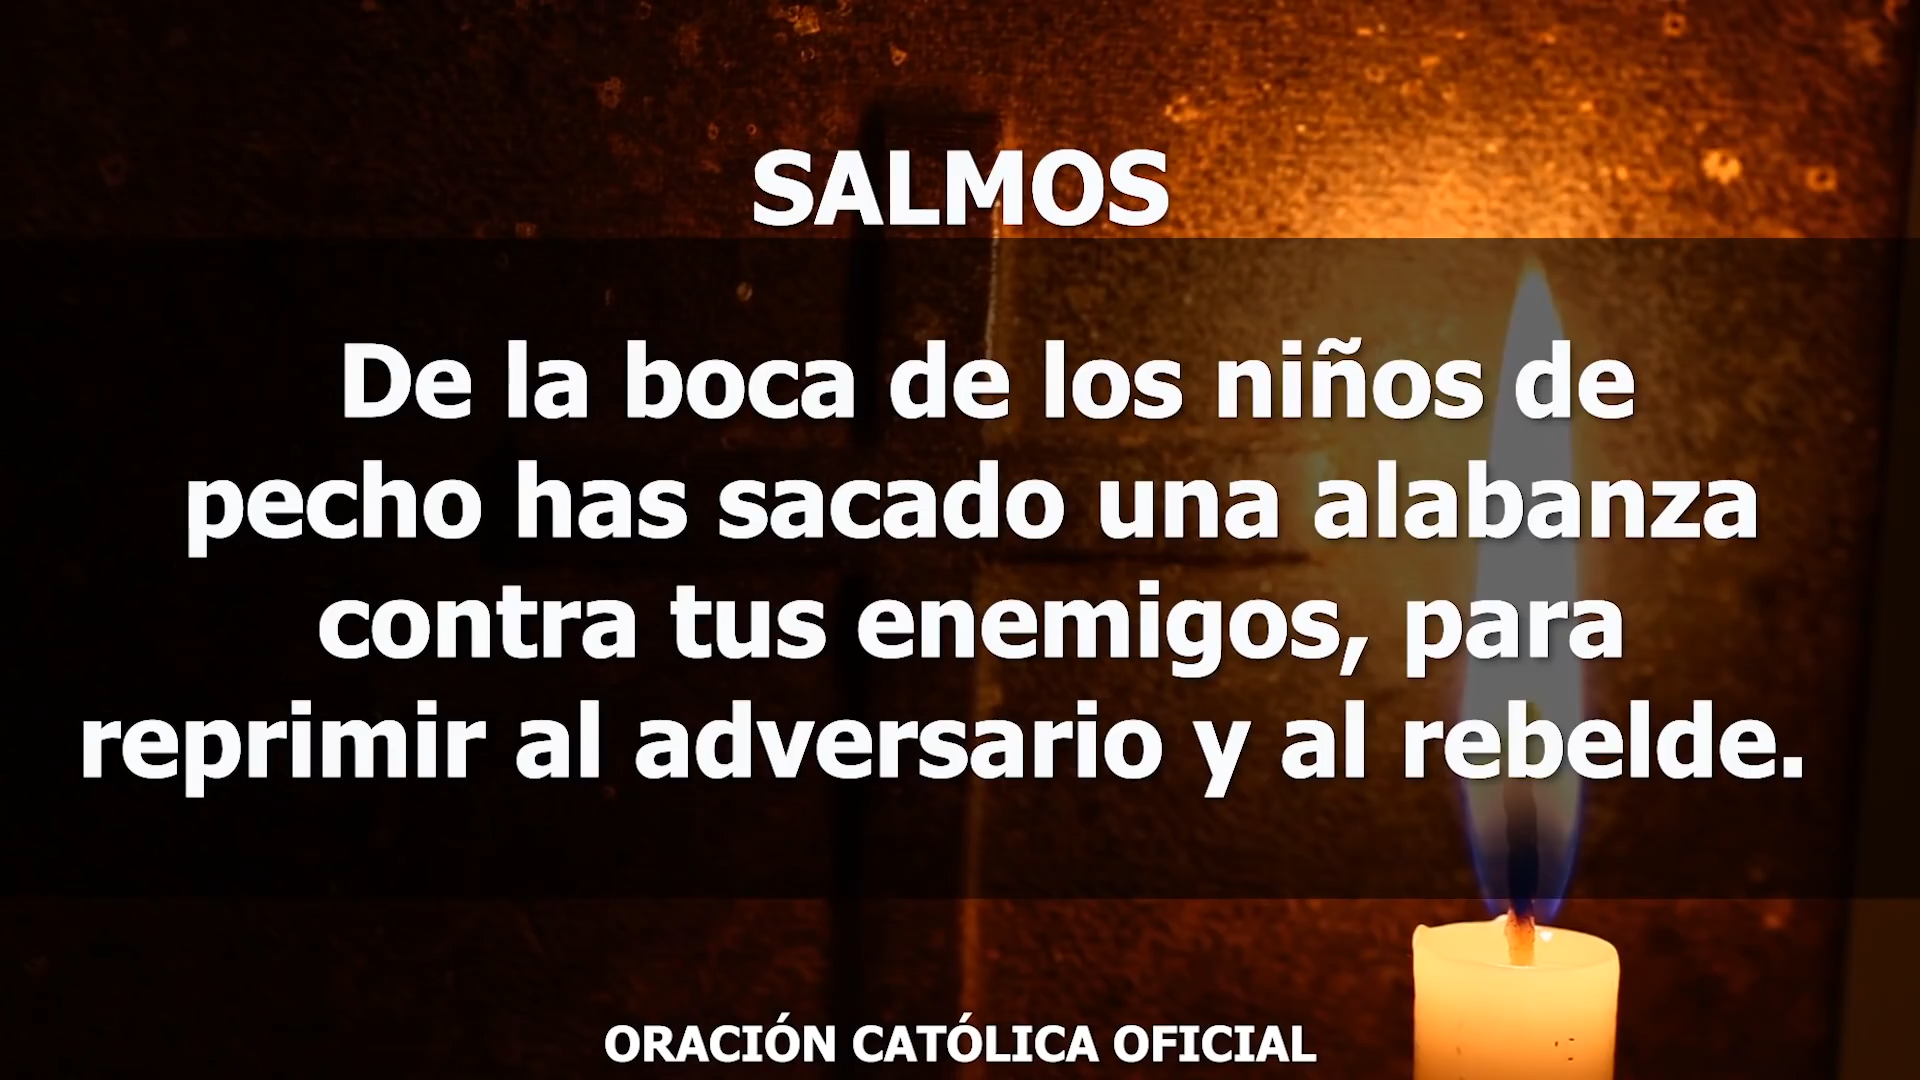 SALMOS
De la boca de los niños de
pecho has sacado una alabanza
contra tus enemigos, para
reprimir al adversario y al rebelde.
ORACIÓN CATÓLICA OFICIAL